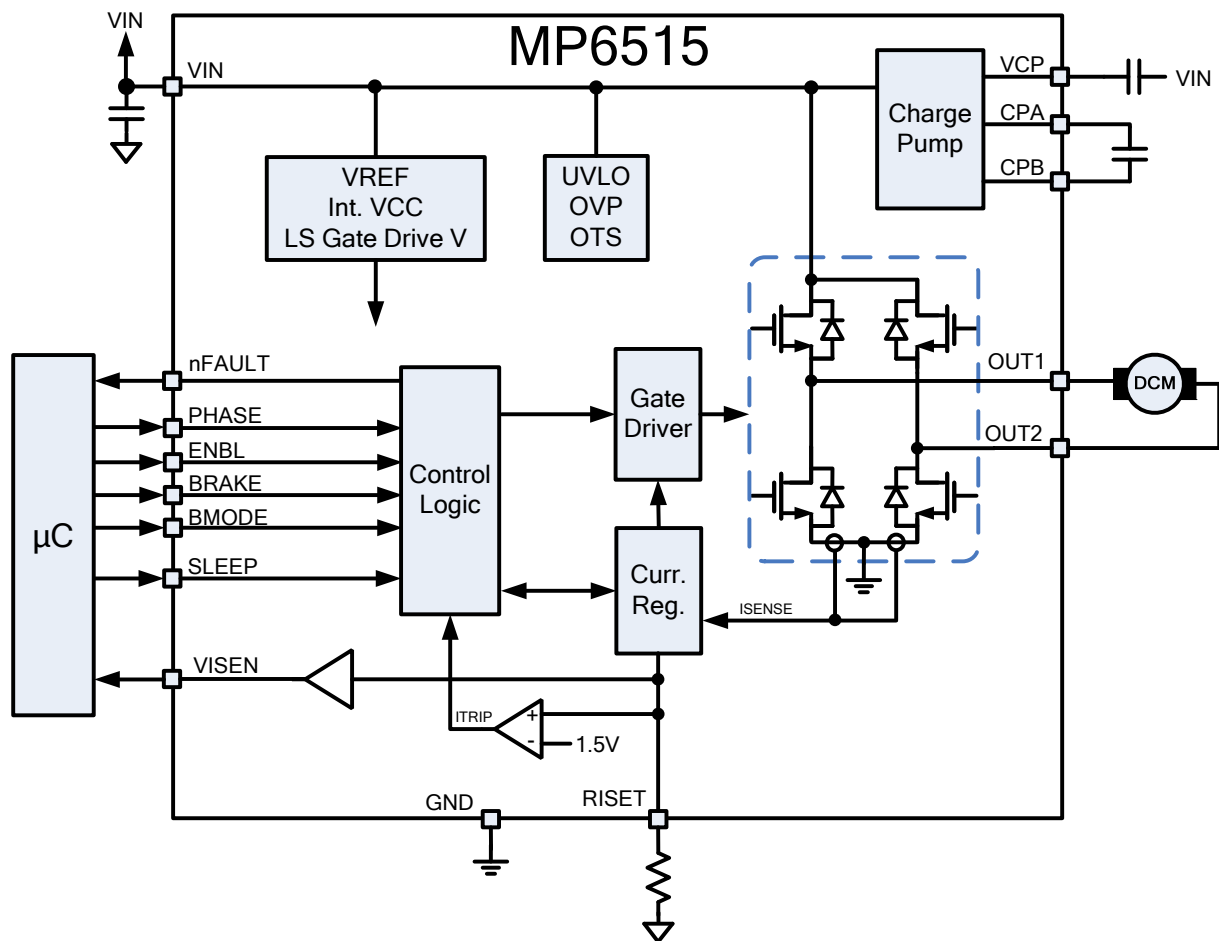 VIN
MP6515
VIN
VCP
VIN
CPA
CPB
Charge
Pump
VREF
Int. VCC
LS Gate Drive V
UVLO
OVP
OTS
nFAULT
PHASE
ENBL
BRAKE
BMODE
SLEEP
VISEN
µC
Control
Logic
Gate
Driver
Curr.
Reg.
ISENSE
OUT1
OUT2
DCM
ITRIP
+
-
1.5V
GND
RISET